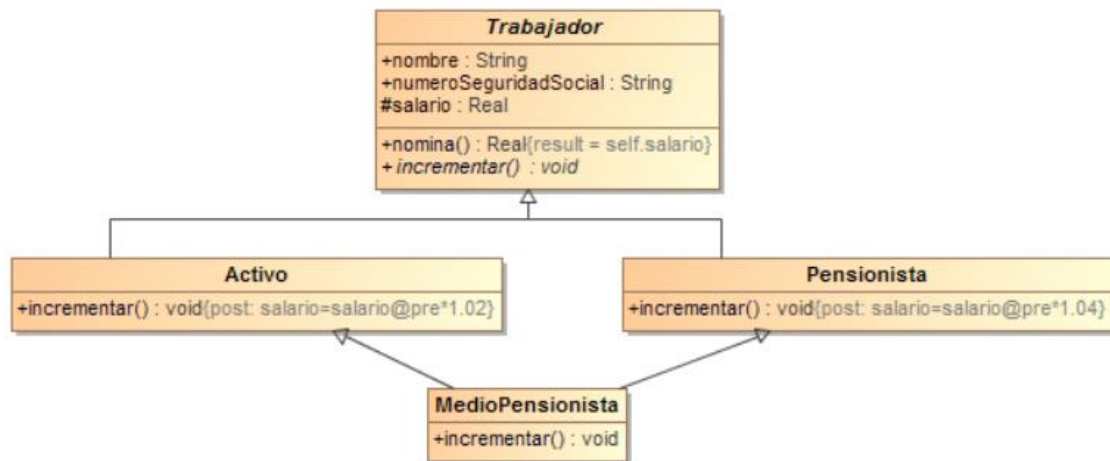 Trabajador
+nombre : String
+numeroSeguridadSocial : String
#salario : Real
+nomina() : Real{result = self.salario}
+incrementar() : void
Activo
+incrementar() : void{post: salario=salario@pre*1.02}
Pensionista
+incrementar() : void{post: salario=salario@pre*1.04}
MedioPensionista
+incrementar() : void